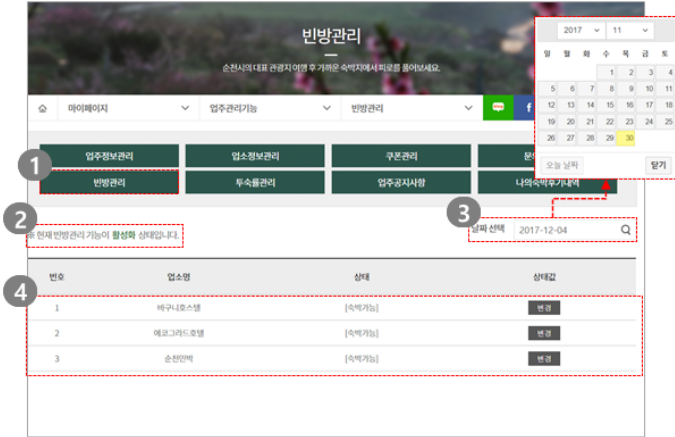 빈방관리
순천시의 대표 관광지 여행 후 가까운 숙박지에서 피로를 풀어보세요.
마이페이지
업주관리기능
빈방관리
f
2017 11
일 월 화 수 목 금 토
1 2 3 4
5 6 7 8 9 10 11
12 13 14 15 16 17 18
19 20 21 22 23 24 25
26 27 28 29 30
오늘 날짜 닫기
1
업주정보관리 업소정보관리 쿠폰관리
빈방관리 투숙률관리 업주공지사항 나의숙박후기내역
2
※ 현재 빈방관리 기능이 활성화 상태입니다.
3
날짜 선택 2017-12-04
번호 업소명 상태 상태값
4
1 바구니호스텔 [숙박가능] 변경
2 에코그라드호텔 [숙박가능] 변경
3 순천민박 [숙박가능] 변경